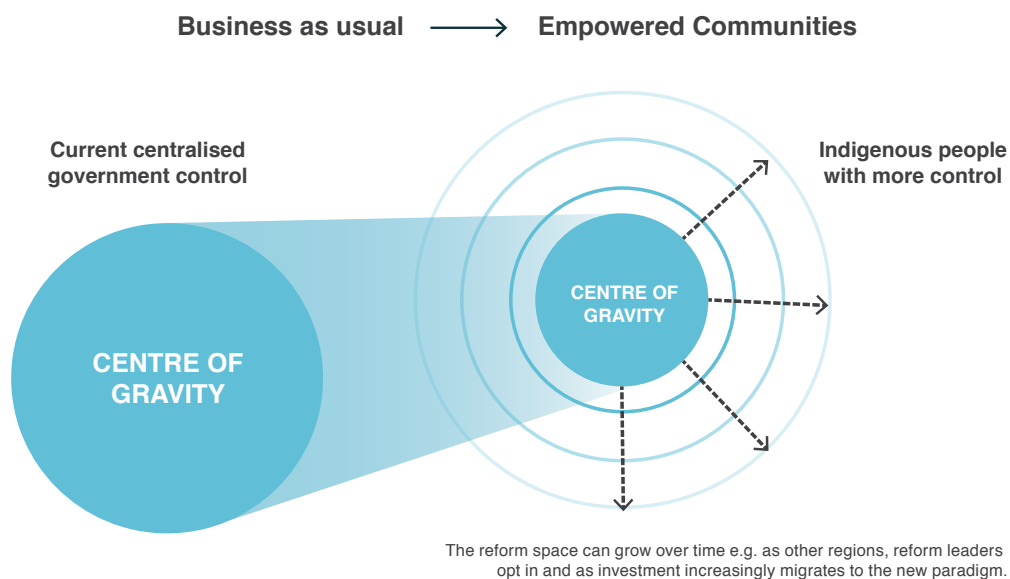 Business as usual
Empowered Communities
Current centralised
government control
Indigenous people
with more control
CENTRE OF
GRAVITY
CENTRE OF
GRAVITY
The reform space can grow over time e.g. as other regions, reform leaders
opt in and as investment increasingly migrates to the new paradigm.